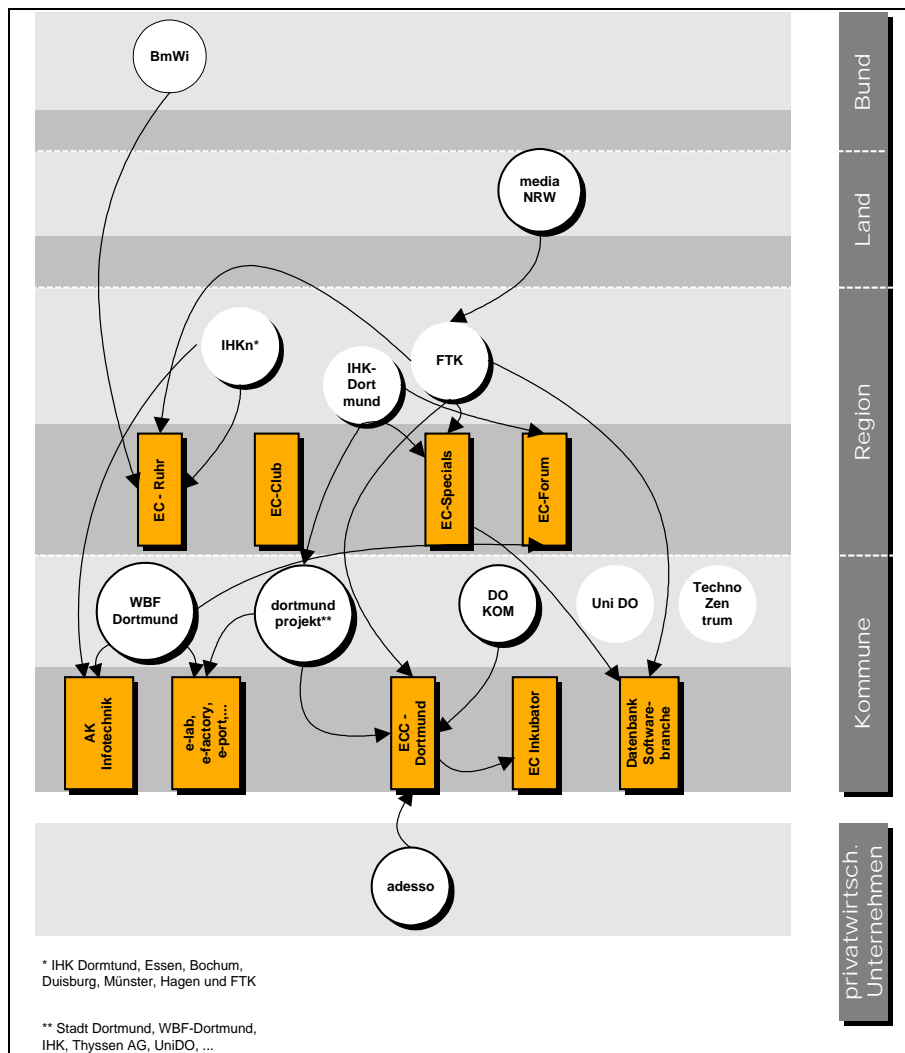 BmWi
Bund
media
NRW
Land
IHKn*
IHK-
Dort
mund
FTK
Region
EC - Ruhr
EC-Club
EC-Specials
EC-Forum
WBF
Dortmund
dortmund
projekt**
DO
KOM
Uni DO
Techno
Zen
trum
Kommune
AK
Infotechnik
e-lab,
e-factory,
e-port,...
ECC -
Dortmund
EC Inkubator
Datenbank
Software-
branche
adesso
privatwirtsch.
Unternehmen
* IHK Dormtund, Essen, Bochum,
Duisburg, Münster, Hagen und FTK
** Stadt Dortmund, WBF-Dortmund,
IHK, Thyssen AG, UniDO, ...